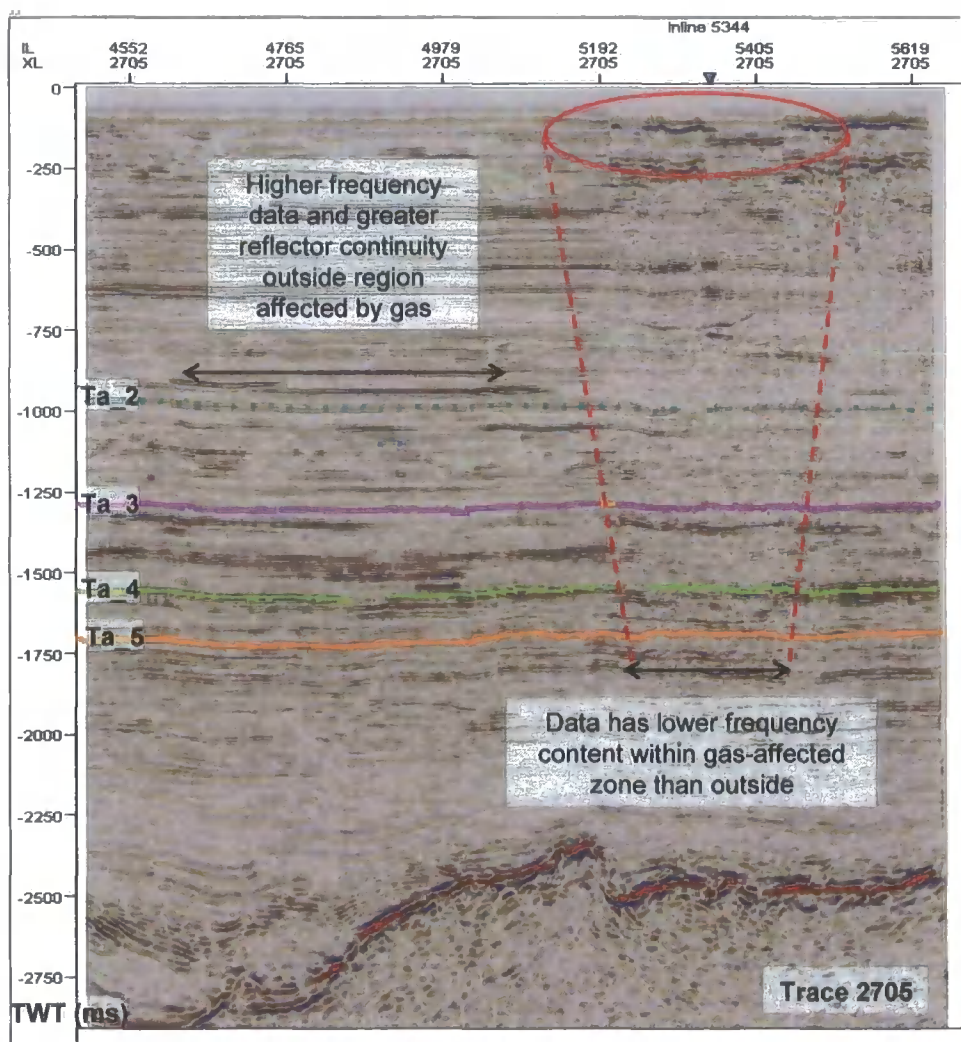 Inline 5344
IL 4552 4765 4979 5192 5405 5619
XL 2705 2705 2705 2705 2705 2705
0
-250
Higher frequency
data and greater
reflector continuity
outside region
affected by gas
-500
-750
Ta_2
-1000
-1250
Ta_3
-1500
Ta_4
Ta_5
-1750
Data has lower frequency
content within gas-affected
zone than outside
-2000
-2250
-2500
-2750
Trace 2705
TWT (ms)